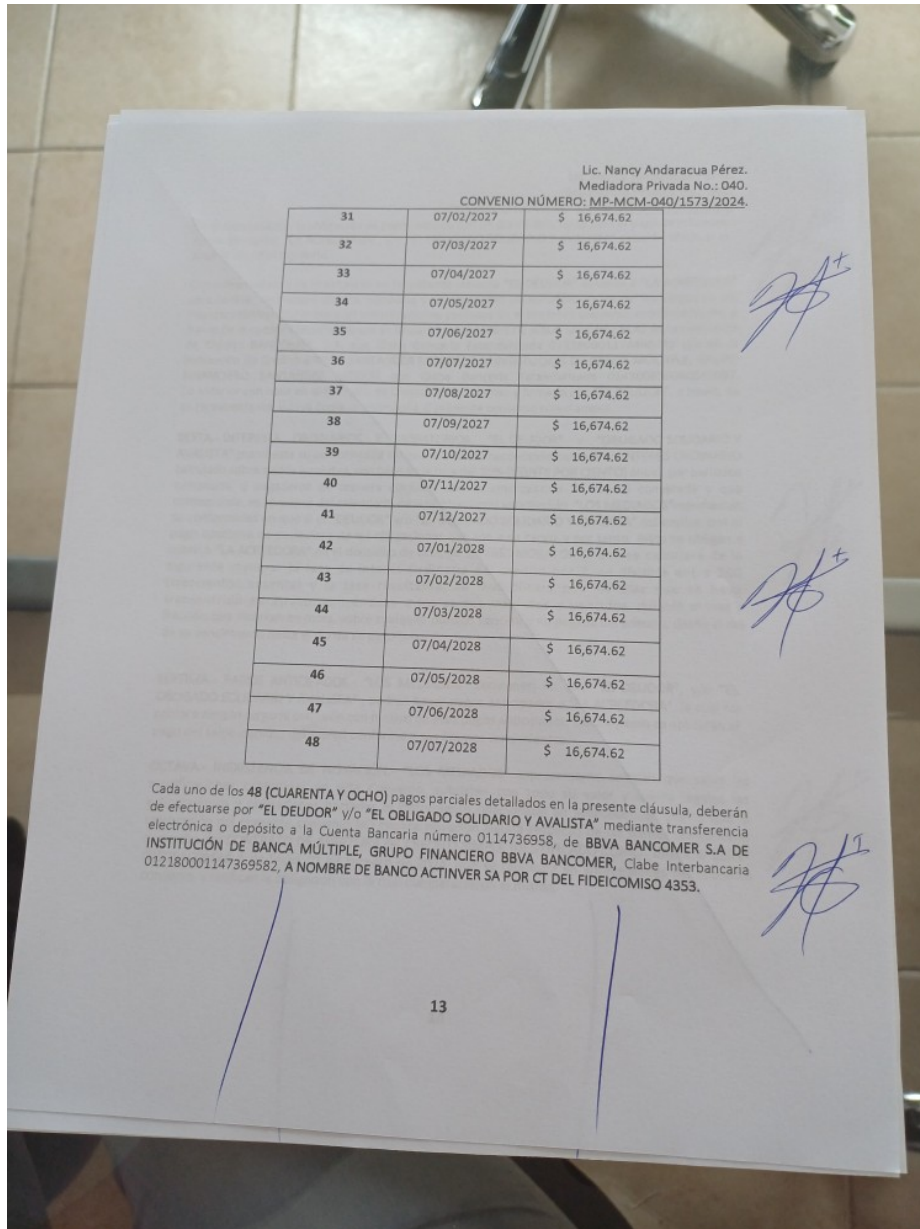 Lic. Nancy Andaracua Pérez.
Mediadora Privada No.: 040.
CONVENIO NÚMERO: MP-MCM-040/1573/2024.
31 07/02/2027 $ 16,674.62
32 07/03/2027 $ 16,674.62
33 07/04/2027 $ 16,674.62
34 07/05/2027 $ 16,674.62
35 07/06/2027 $ 16,674.62
36 07/07/2027 $ 16,674.62
37 07/08/2027 $ 16,674.62
38 07/09/2027 $ 16,674.62
39 07/10/2027 $ 16,674.62
40 07/11/2027 $ 16,674.62
41 07/12/2027 $ 16,674.62
42 07/01/2028 $ 16,674.62
43 07/02/2028 $ 16,674.62
44 07/03/2028 $ 16,674.62
45 07/04/2028 $ 16,674.62
46 07/05/2028 $ 16,674.62
47 07/06/2028 $ 16,674.62
48 07/07/2028 $ 16,674.62
Cada uno de los 48 (CUARENTA Y OCHO) pagos parciales detallados en la presente cláusula, deberán
de efectuarse por “EL DEUDOR” y/o “EL OBLIGADO SOLIDARIO Y AVALISTA” mediante transferencia
electrónica o depósito a la Cuenta Bancaria número 0114736958, de BBVA BANCOMER S.A DE
INSTITUCIÓN DE BANCA MÚLTIPLE, GRUPO FINANCIERO BBVA BANCOMER, Clabe Interbancaria
012180001147369582, A NOMBRE DE BANCO ACTINVER SA POR CT DEL FIDEICOMISO 4353.
13